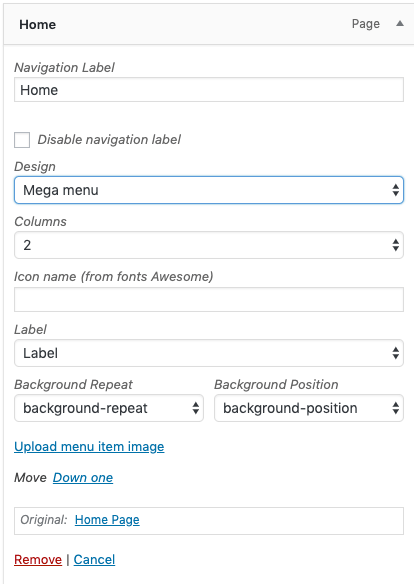 Home Page
Navigation Label
Home
Disable navigation label
Design
Mega menu
Columns
2
Icon name (from fonts Awesome)
Label
Label
Background Repeat Background Position
background-repeat background-position
Upload menu item image
Move Down one
Original: Home Page
Remove | Cancel